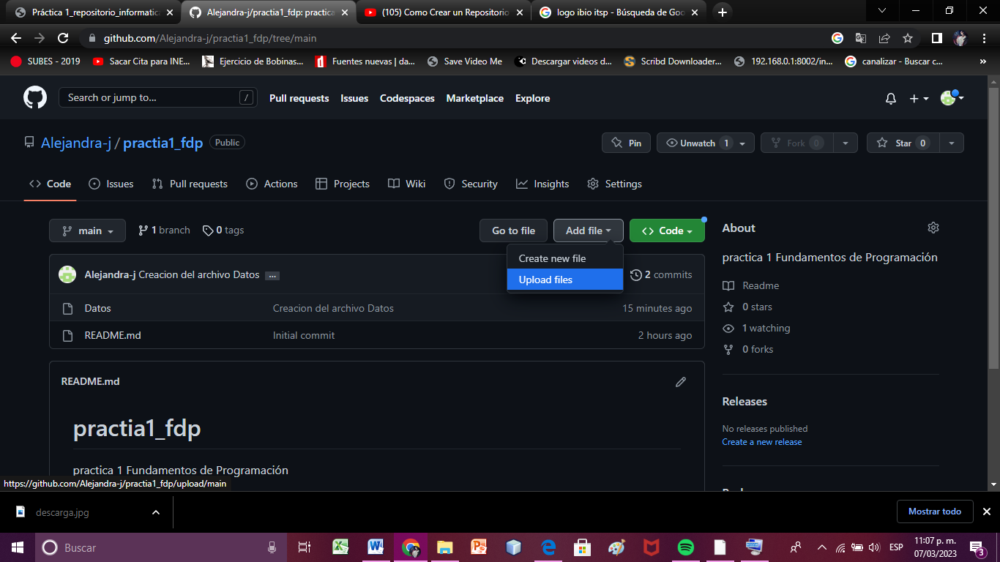 Práctica 1_repositorio_informatica
Alejandra-j/practia1_fdp: practica
(105) Como Crear un Repositorio
logo ibio itsp - Búsqueda de Goo
github.com/Alejandra-j/practia1_fdp/tree/main
SUBES - 2019
Sacar Cita para INE...
Ejercicio de Bobinas...
Fuentes nuevas | da...
Save Video Me
Descargar videos d...
Scribd Downloader...
192.168.0.1:8002/in...
canalizar - Buscar c...
»
Search or jump to...
/
Pull requests
Issues
Codespaces
Marketplace
Explore
Alejandra-j / practia1_fdp
Public
Pin
Unwatch 1
Fork 0
Star 0
Code
Issues
Pull requests
Actions
Projects
Wiki
Security
Insights
Settings
main
1 branch
0 tags
Go to file
Add file
Code
Create new file
Upload files
Alejandra-j Creacion del archivo Datos ...
2 commits
Datos
Creacion del archivo Datos
15 minutes ago
README.md
Initial commit
2 hours ago
README.md
practia1_fdp
practica 1 Fundamentos de Programación
About
practica 1 Fundamentos de Programación
Readme
0 stars
1 watching
0 forks
Releases
No releases published
Create a new release
https://github.com/Alejandra-j/practia1_fdp/upload/main
descarga.jpg
Mostrar todo
Buscar
ESP
11:07 p. m.
07/03/2023
3